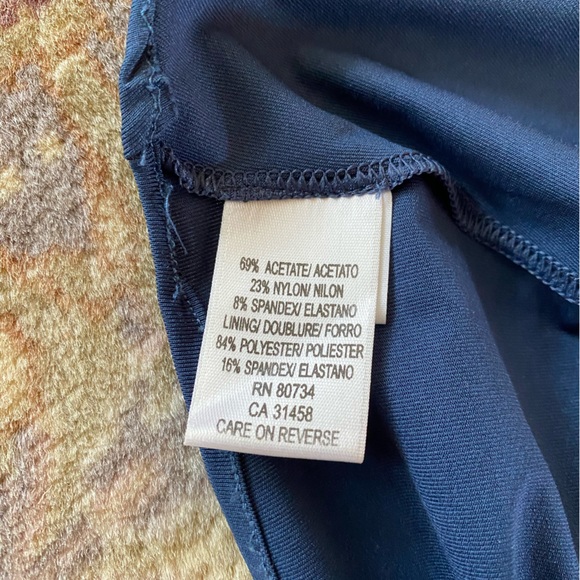 69% ACETATE/ ACETATO
23% NYLON/ NILON
8% SPANDEX/ ELASTANO
LINING/ DOUBLURE/ FORRO
84% POLYESTER/ POLIESTER
16% SPANDEX/ ELASTANO
RN 80734
CA 31458
CARE ON REVERSE